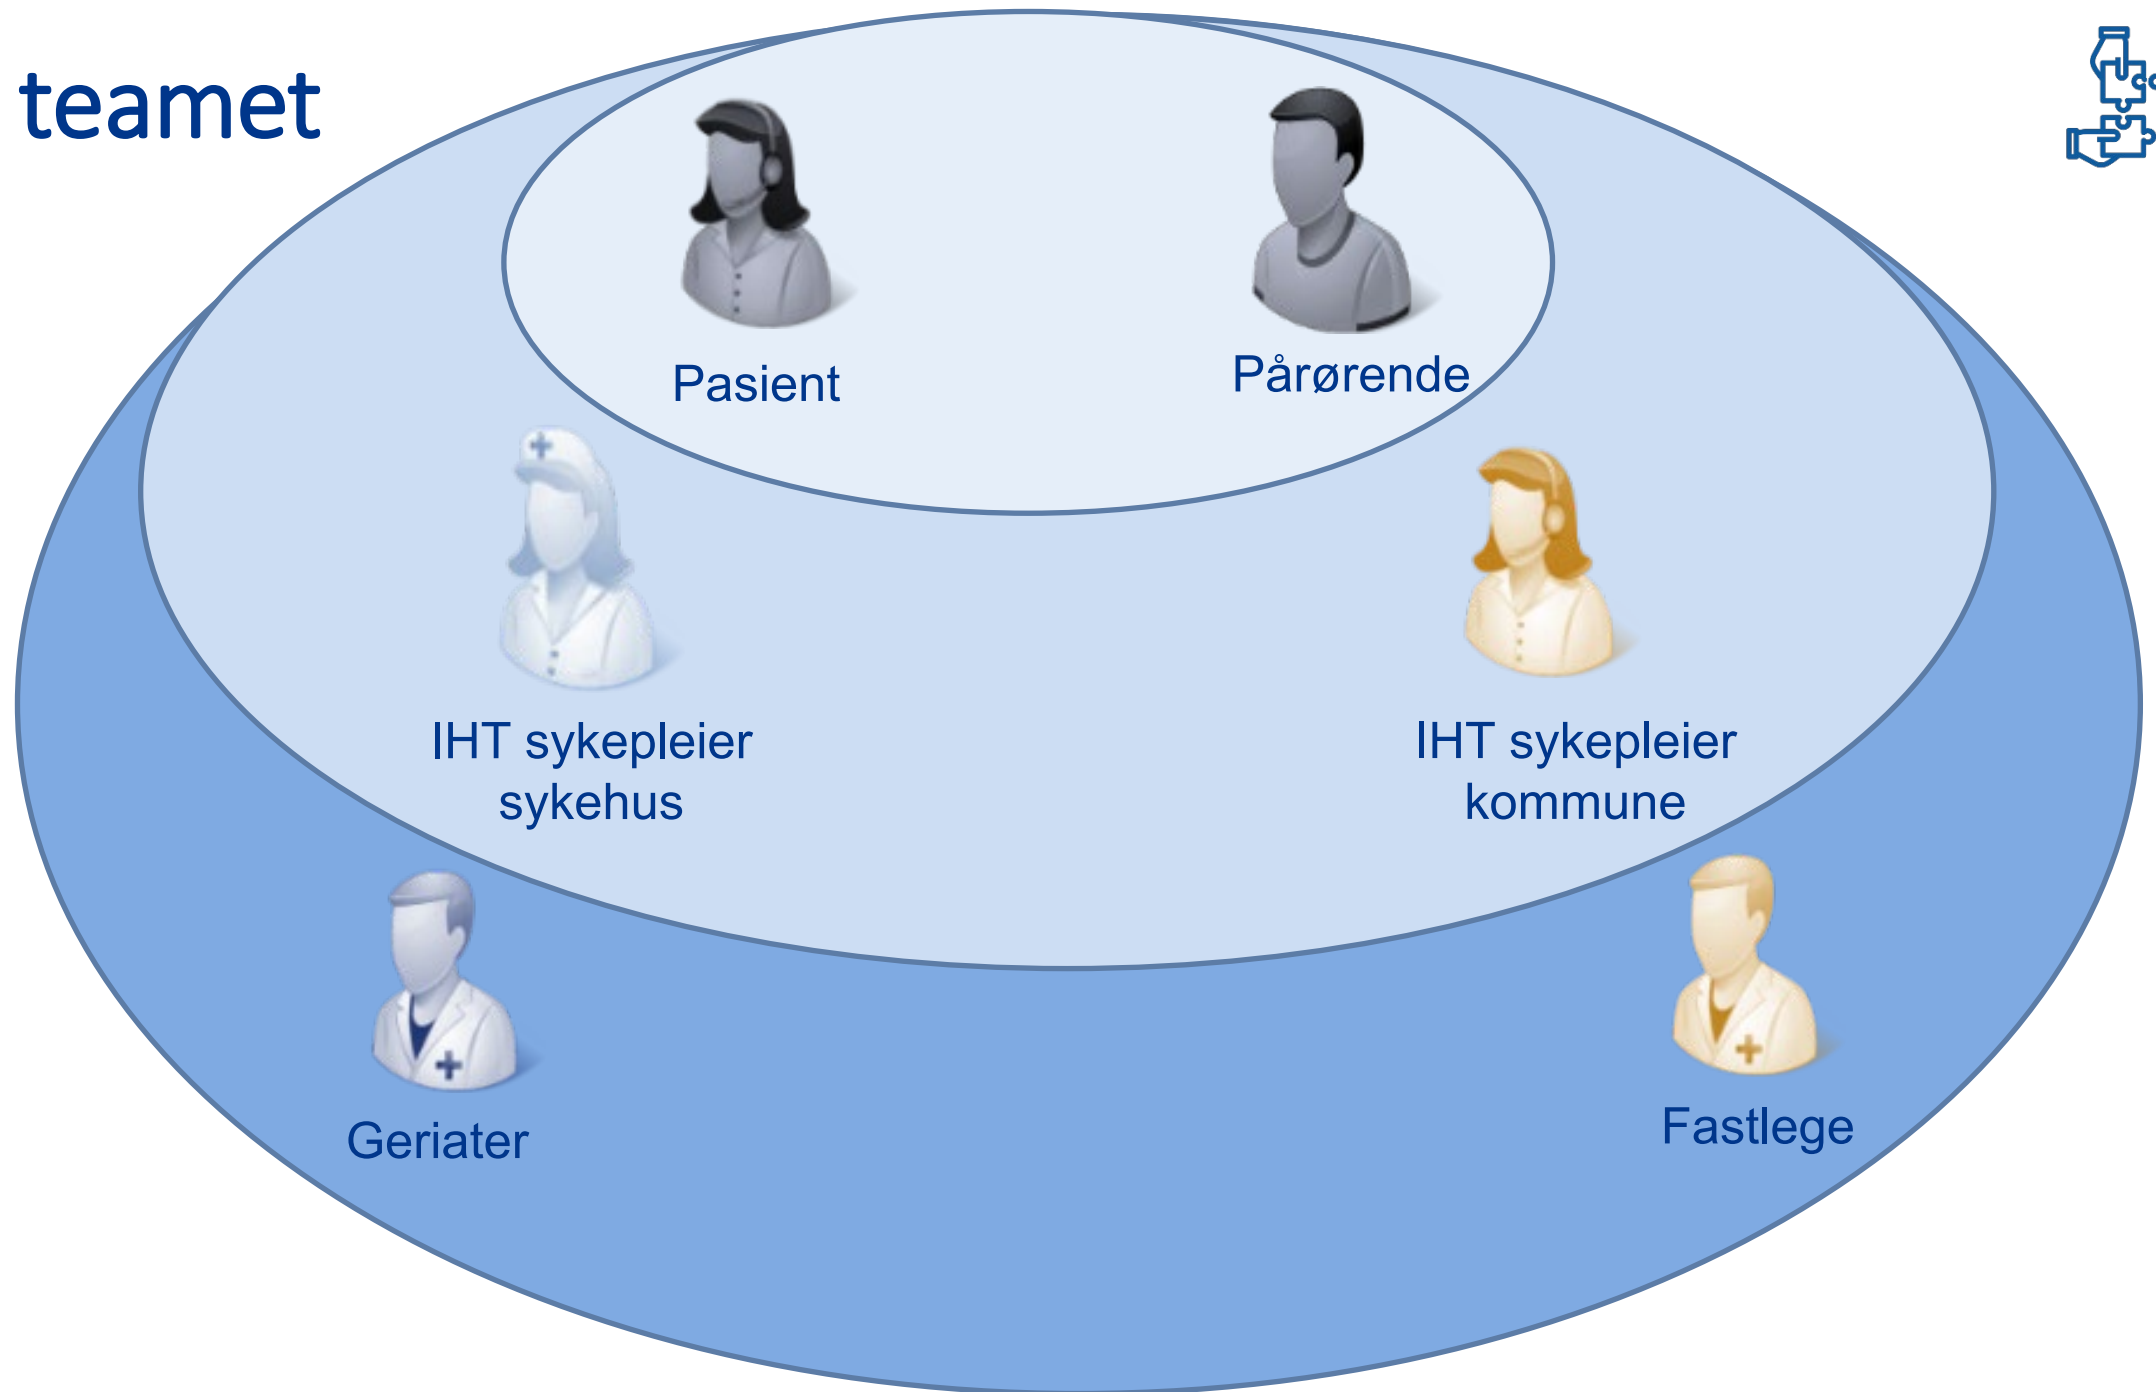 teamet
Pasient
Pårørende
IHT sykepleier
sykehus
IHT sykepleier
kommune
Geriater
Fastlege